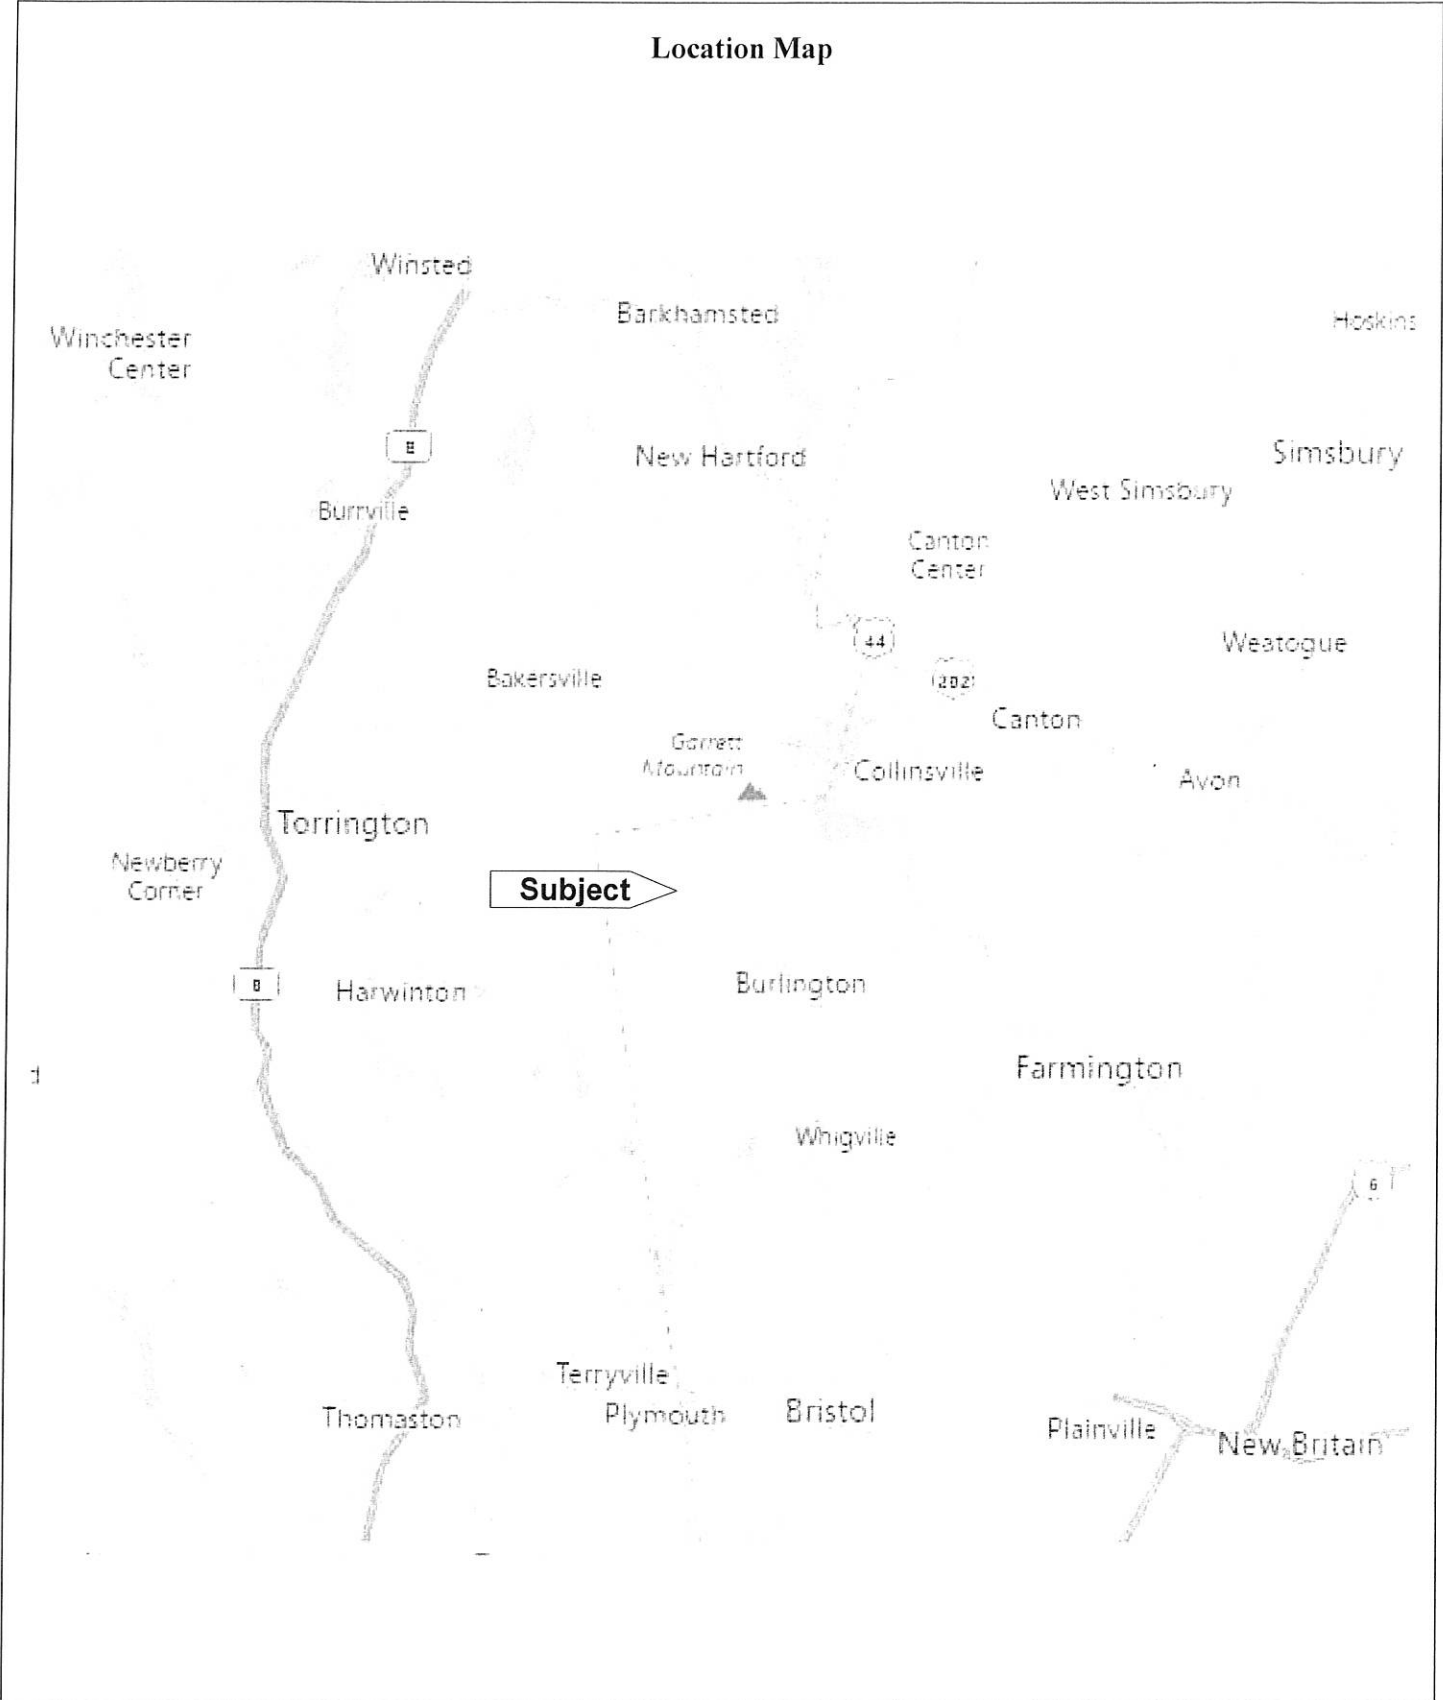 Location Map
Winsted
Barkhamsted
Hoskins
Winchester
Center
8
New Hartford
Simsbury
West Simsbury
Burrville
Canton
Center
44
Weatogue
Bakersville
202
Canton
Garrett
Mountain
Collinsville
Avon
Torrington
Newberry
Corner
Subject
8
Harwinton
Burlington
Farmington
d
Whigville
6
Terryville
Plymouth
Bristol
Thomaston
Plainville
New Britain